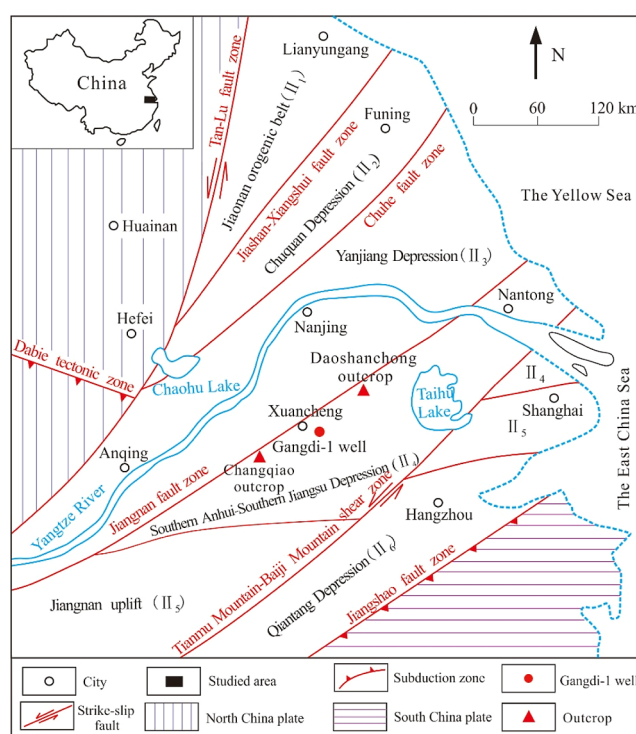 China
Lianyungang
N
0 60 120 km
Funing
Tan-Lu fault zone
Jiaonan orogenic belt (II1)
Jiashan-Xiangshui fault zone
Chuquan Depression (II2)
Chuhe fault zone
The Yellow Sea
Huainan
Yanjiang Depression (II3)
Nantong
Hefei
Nanjing
Dabie tectonic zone
Chaohu Lake
Daoshanchong
outcrop
Taihu
Lake
II4
Shanghai
II5
The East China Sea
Xuancheng
Gangdi-1 well
Anqing
Changqiao
outcrop
Yangtze River
Jiangnan fault zone
Southern Anhui-Southern Jiangsu Depression (II4)
Hangzhou
Tianmu Mountain-Baiji Mountain shear zone
Qiantang Depression (II6)
Jiangshao fault zone
Jiangnan uplift (II5)
City
Studied area
Subduction zone
Gangdi-1 well
Strike-slip
fault
North China plate
South China plate
Outcrop